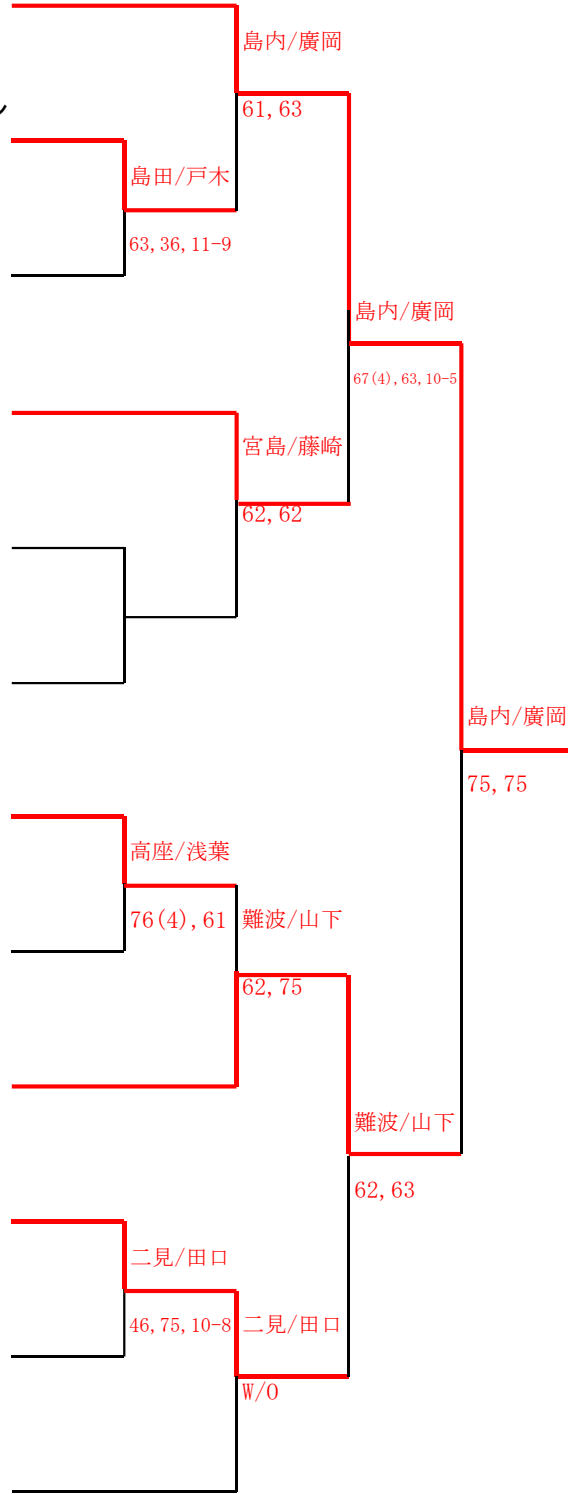 島内/廣岡
61,63
島田/戸木
63,36,11-9
島内/廣岡
67(4),63,10-5
宮島/藤崎
62,62
島内/廣岡
75,75
高座/浅葉
76(4),61
難波/山下
62,75
難波/山下
62,63
二見/田口
46,75,10-8
二見/田口
W/O